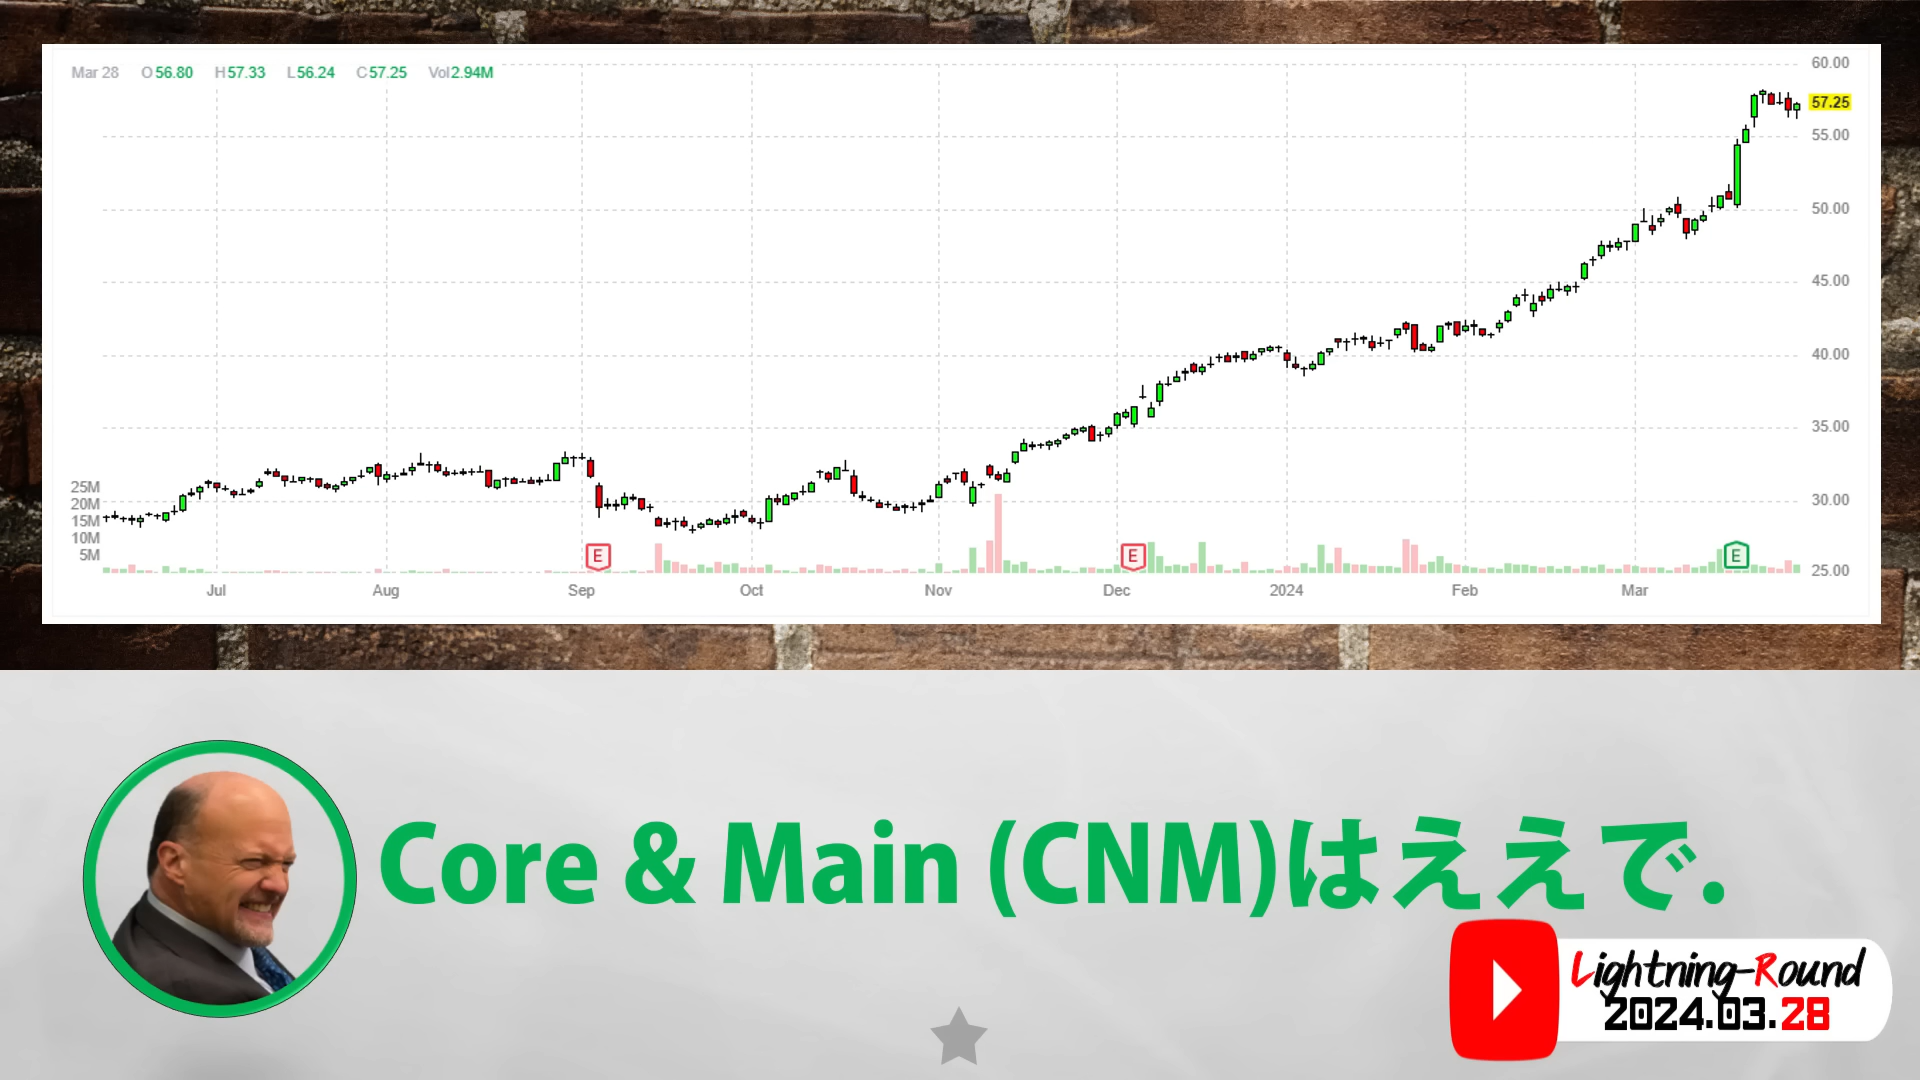 Mar 28 O56.80 H57.33 L56.24 C57.25 Vol2.94M
60.00
57.25
55.00
50.00
45.00
40.00
35.00
30.00
25.00
25M
20M
15M
10M
5M
E E E
Jul Aug Sep Oct Nov Dec 2024 Feb Mar
Core & Main (CNM)はええで.
Lightning-Round
2024.03.28